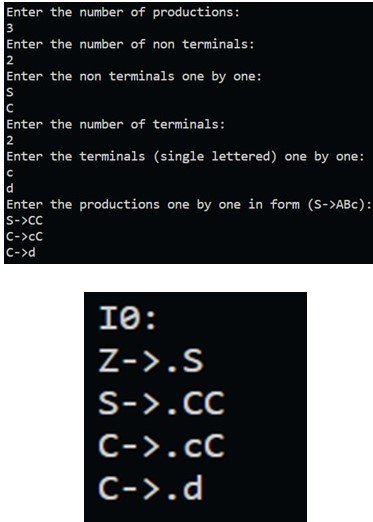 Enter the number of productions:
3
Enter the number of non terminals:
2
Enter the non terminals one by one:
S
C
Enter the number of terminals:
2
Enter the terminals (single lettered) one by one:
c
d
Enter the productions one by one in form (S->ABc):
S->CC
C->cC
C->d
I0:
Z->.S
S->.CC
C->.cC
C->.d